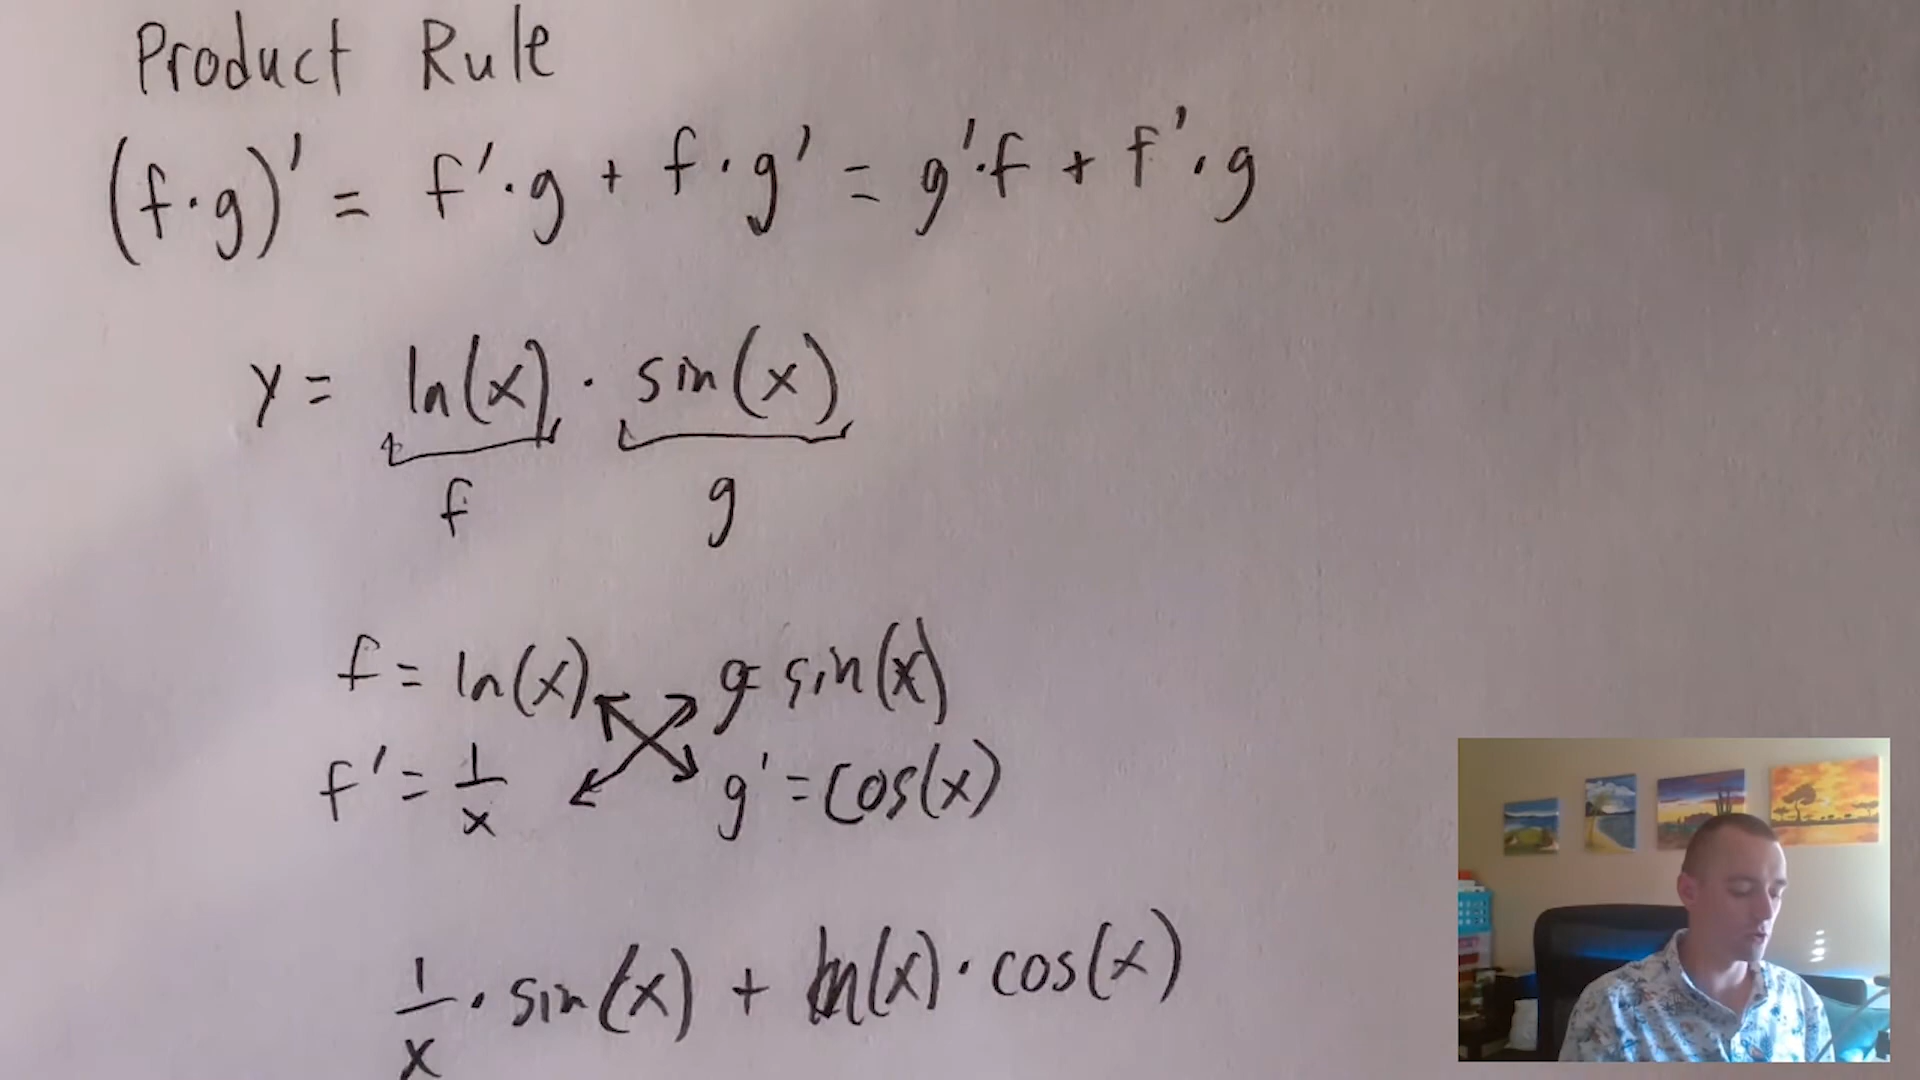 Product Rule
(f·g)' = f'·g + f·g' = g'·f + f'·g
y = ln(x) · sin(x)
f g
f = ln(x) g= sin(x)
f' = 1/x g' = cos(x)
1/x · sin(x) + ln(x) · cos(x)